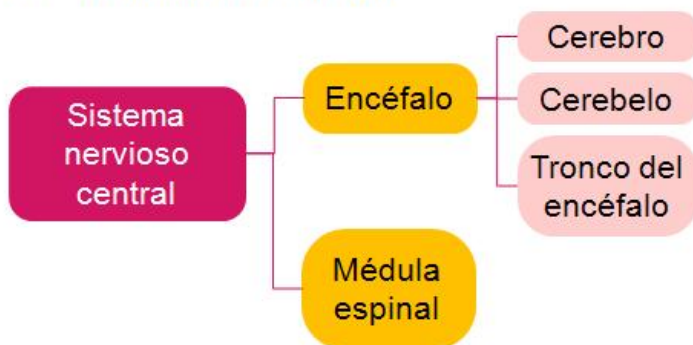 Sistema
nervioso
central
Encéfalo
Médula
espinal
Cerebro
Cerebelo
Tronco del
encéfalo